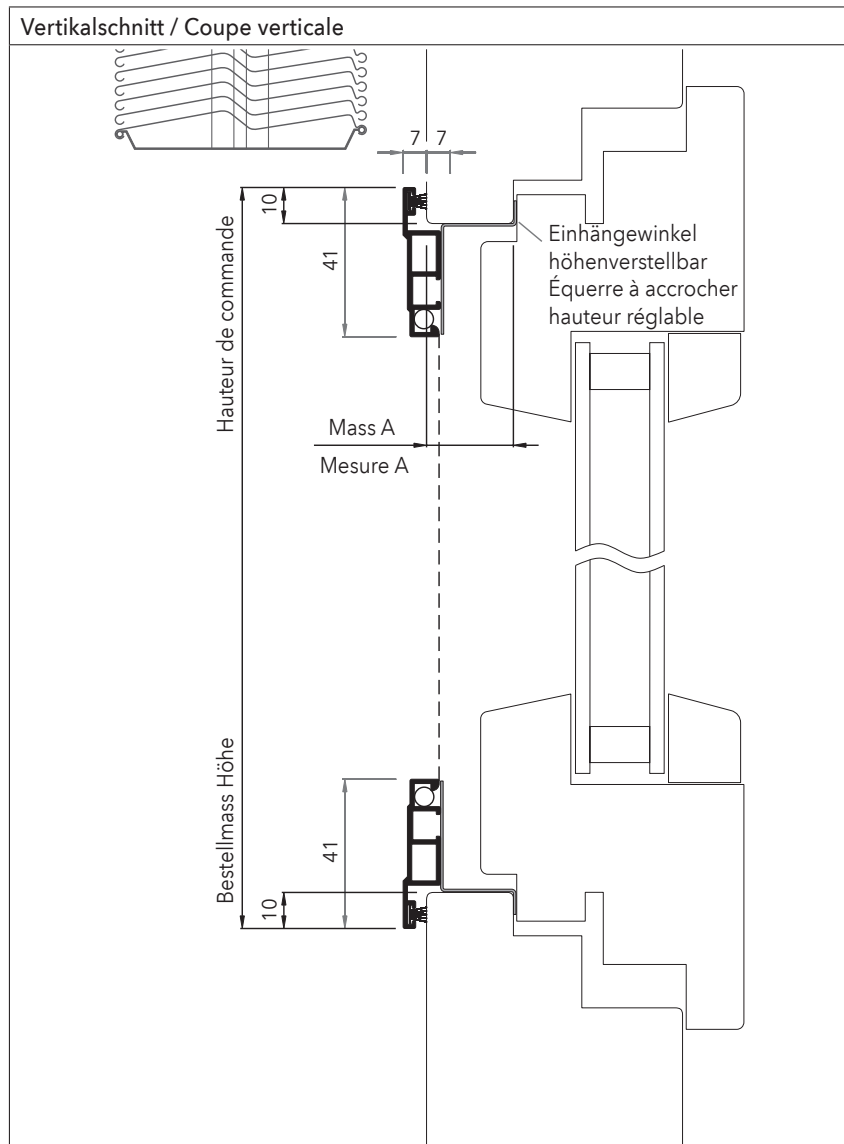 Vertikalschnitt / Coupe verticale
7 7
10
41
Hauteur de commande
Einhängewinkel
höhenverstellbar
Équerre à accrocher
hauteur réglable
Mass A
Mesure A
Bestellmass Höhe
41
10